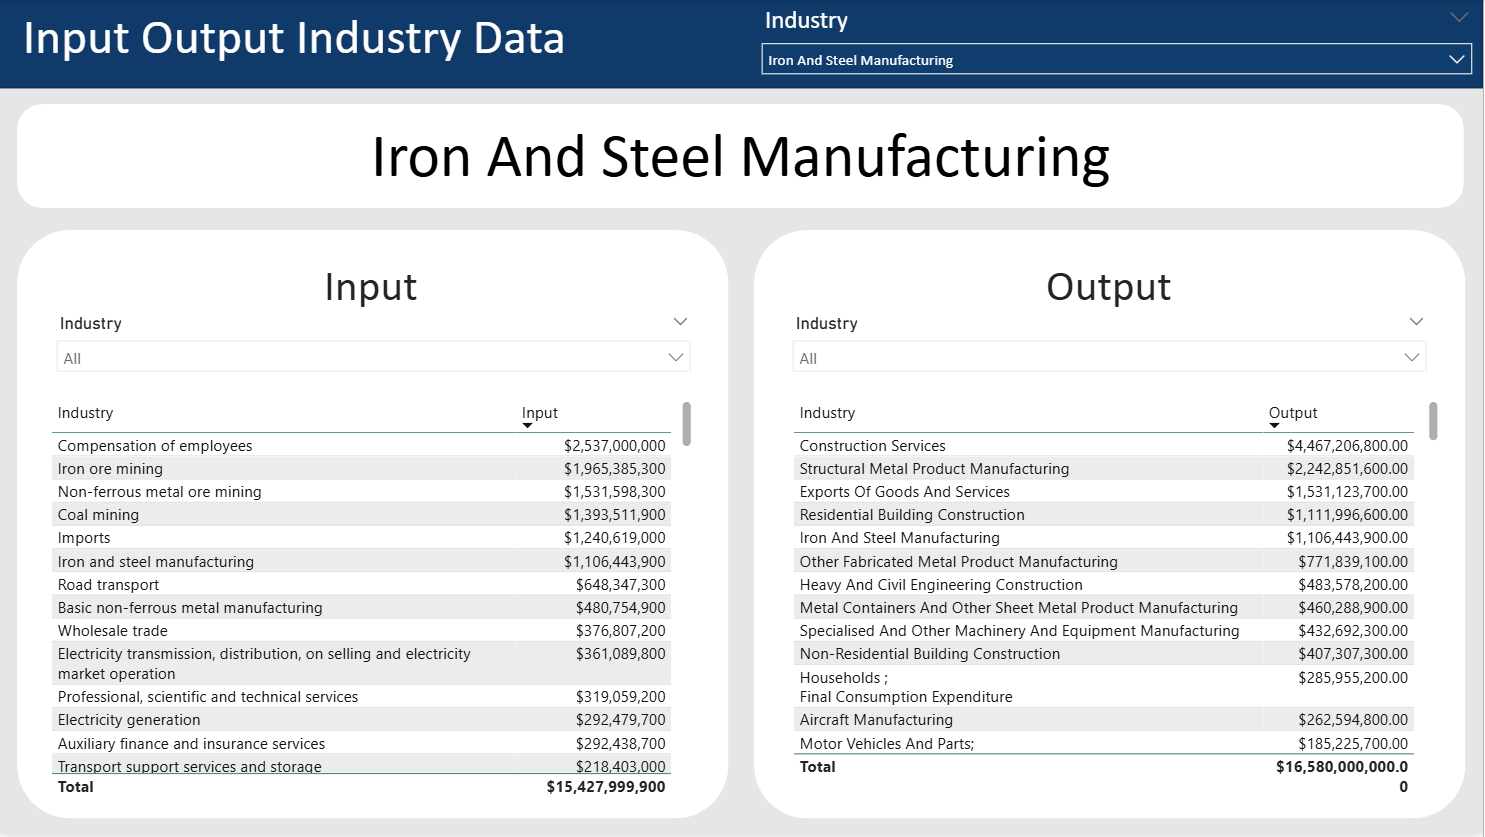 Input Output Industry Data
Industry
Iron And Steel Manufacturing
Iron And Steel Manufacturing
Input
Industry
All
Industry Input
Compensation of employees $2,537,000,000
Iron ore mining $1,965,385,300
Non-ferrous metal ore mining $1,531,598,300
Coal mining $1,393,511,900
Imports $1,240,619,000
Iron and steel manufacturing $1,106,443,900
Road transport $648,347,300
Basic non-ferrous metal manufacturing $480,754,900
Wholesale trade $376,807,200
Electricity transmission, distribution, on selling and electricity $361,089,800
market operation
Professional, scientific and technical services $319,059,200
Electricity generation $292,479,700
Auxiliary finance and insurance services $292,438,700
Transport support services and storage $218,403,000
Total $15,427,999,900
Output
Industry
All
Industry Output
Construction Services $4,467,206,800.00
Structural Metal Product Manufacturing $2,242,851,600.00
Exports Of Goods And Services $1,531,123,700.00
Residential Building Construction $1,111,996,600.00
Iron And Steel Manufacturing $1,106,443,900.00
Other Fabricated Metal Product Manufacturing $771,839,100.00
Heavy And Civil Engineering Construction $483,578,200.00
Metal Containers And Other Sheet Metal Product Manufacturing $460,288,900.00
Specialised And Other Machinery And Equipment Manufacturing $432,692,300.00
Non-Residential Building Construction $407,307,300.00
Households ; $285,955,200.00
Final Consumption Expenditure
Aircraft Manufacturing $262,594,800.00
Motor Vehicles And Parts; $185,225,700.00
Total $16,580,000,000.0
0